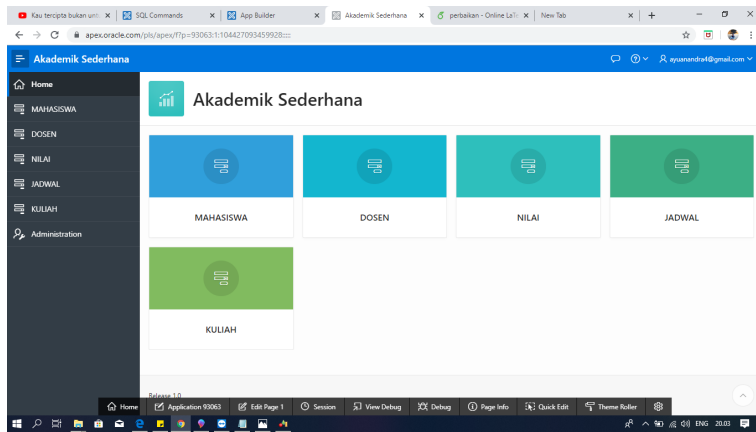 Kau tercipta bukan unt
SQL Commands
App Builder
Akademik Sederhana
perbaikan - Online LaTe
New Tab
apex.oracle.com/pls/apex/f?p=93063:1:104427093459928:::::
Akademik Sederhana
ayuanandra4@gmail.com
Home
MAHASISWA
DOSEN
NILAI
JADWAL
KULIAH
Administration
Akademik Sederhana
MAHASISWA
DOSEN
NILAI
JADWAL
KULIAH
Release 1.0
Home
Application 93063
Edit Page 1
Session
View Debug
Debug
Page Info
Quick Edit
Theme Roller
ENG
20.03